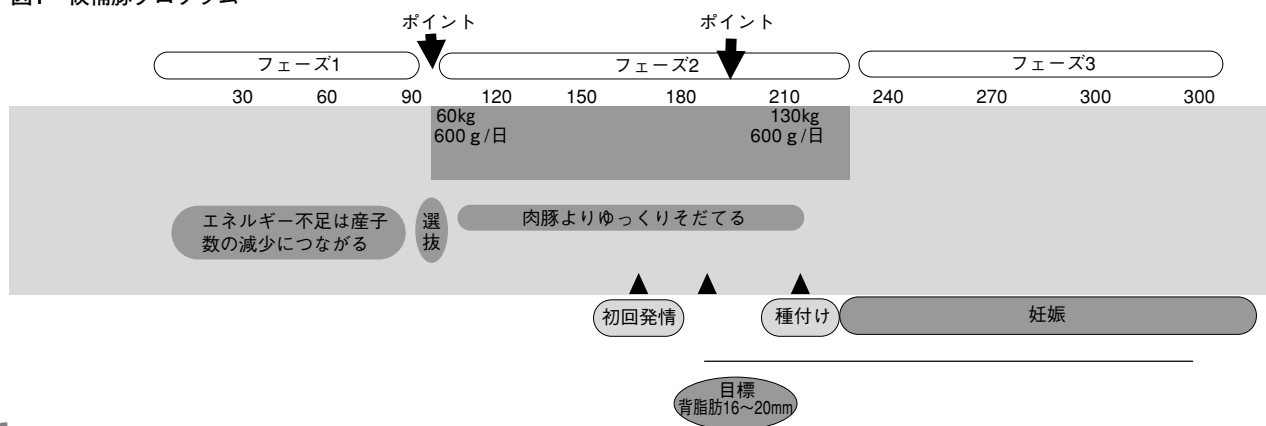 ポイント
ポイント
フェーズ1
フェーズ2
フェーズ3
30 60 90 120 150 180 210 240 270 300 300
60kg
600ｇ/日
130kg
600ｇ/日
エネルギー不足は産子
数の減少につながる
選
抜
肉豚よりゆっくりそだてる
初回発情
種付け
妊娠
目標
背脂肪16〜20mm